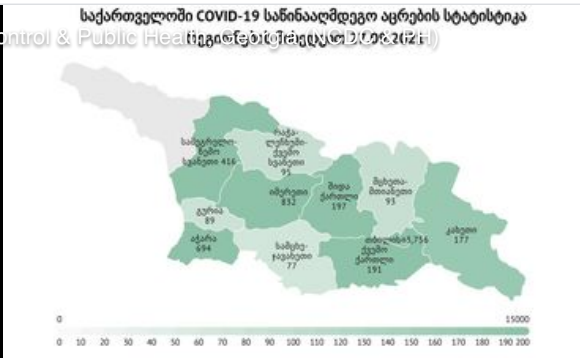 საქართველოში COVID-19 საწინააღმდეგო აცრების სტატისტიკა
ontrol & Public Health
სამეგრელო-
ზემო
სვანეთი 416
რაჭა-
ლეჩხუმი-
ქვემო
სვანეთი
95
იმერეთი
832
შიდა
ქართლი
197
მცხეთა-
მთიანეთი
93
გურია
89
აჭარა
694
სამცხე-
ჯავახეთი
77
თბილისი 3,756
ქვემო
ქართლი
191
კახეთი
177
0 15000
0 10 20 30 40 50 60 70 80 90 100 110 120 130 140 150 160 170 180 190 200